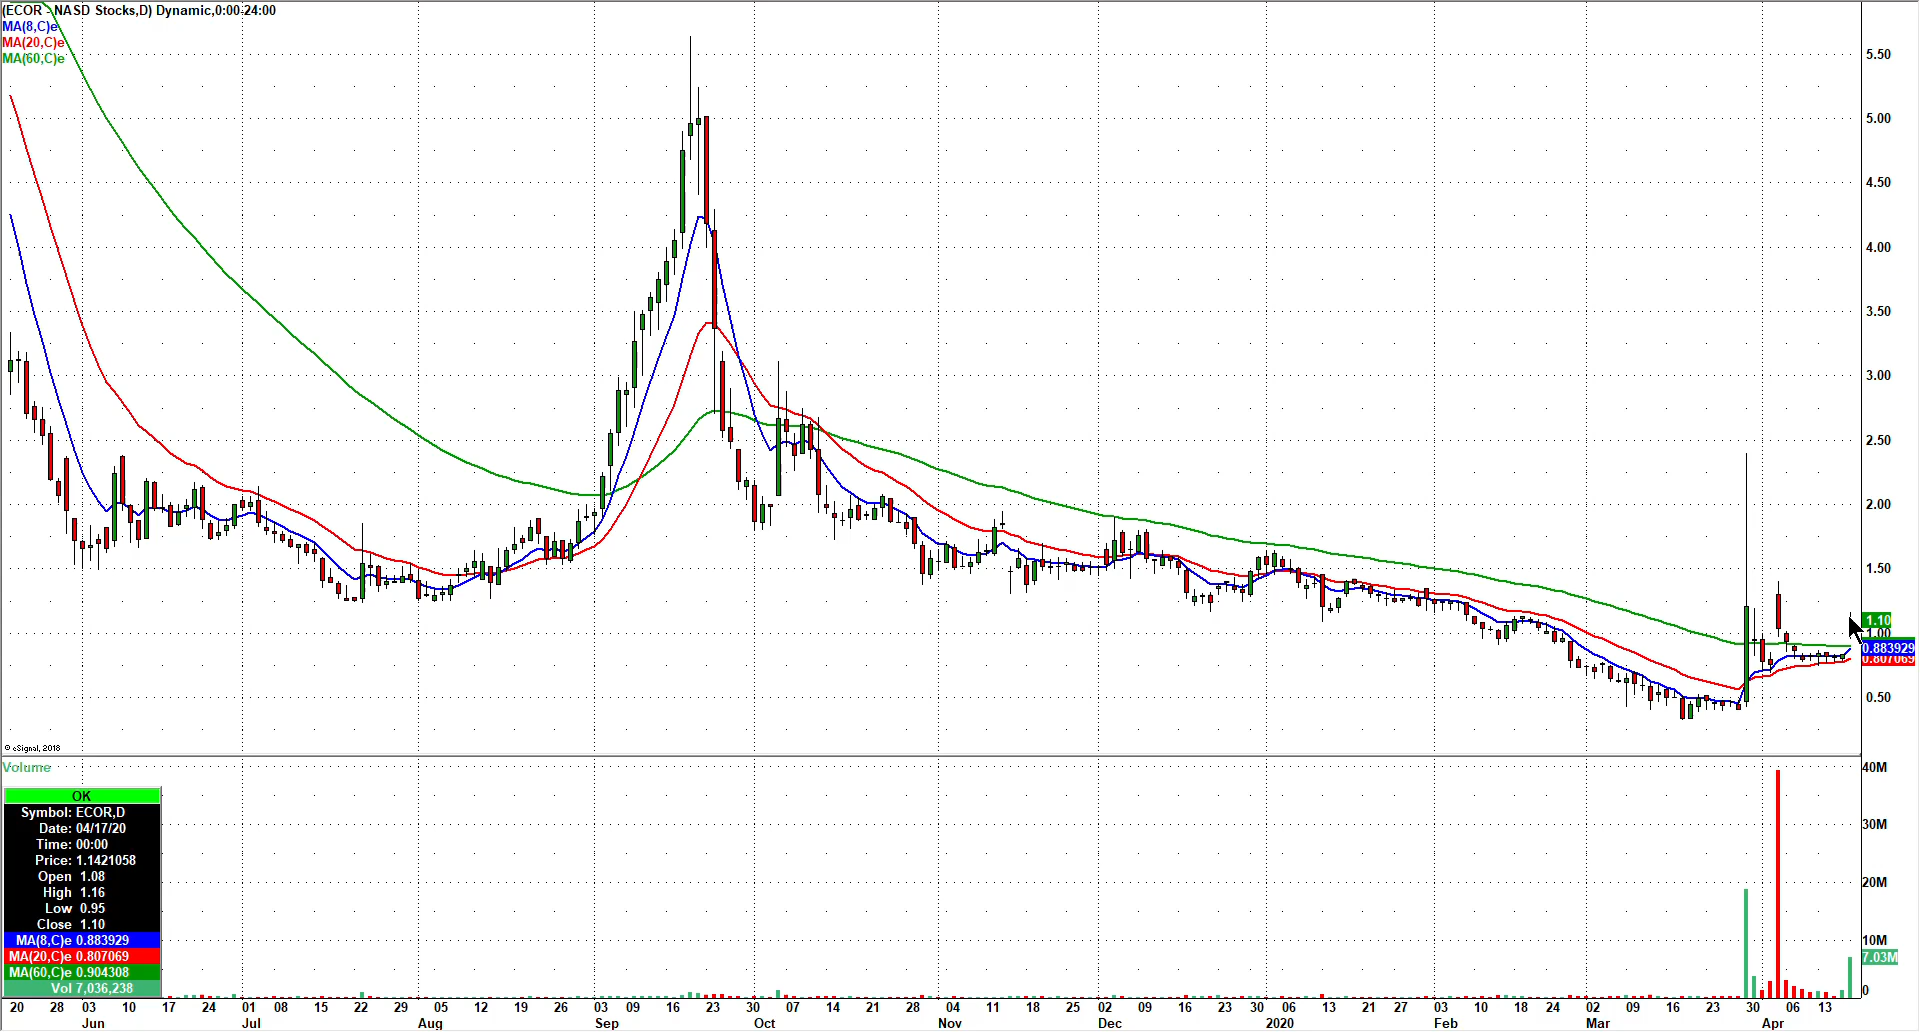 (ECOR - NASD Stocks,D) Dynamic,0:00-24:00
MA(8,C)e
MA(20,C)e
MA(60,C)e
5.50
5.00
4.50
4.00
3.50
3.00
2.50
2.00
1.50
1.10
1.00
0.883929
0.807069
0.50
© eSignal, 2018
Volume
40M
30M
20M
10M
7.03M
0
OK
Symbol: ECOR,D
Date: 04/17/20
Time: 00:00
Price: 1.1421058
Open 1.08
High 1.16
Low 0.95
Close 1.10
MA(8,C)e 0.883929
MA(20,C)e 0.807069
MA(60,C)e 0.904308
Vol 7,036,238
20 28 03 10 17 24 01 08 15 22 29 05 12 19 26 03 09 16 23 30 07 14 21 28 04 11 18 25 02 09 16 23 30 06 13 21 27 03 10 18 24 02 09 16 23 30 06 13
Jun Jul Aug Sep Oct Nov Dec 2020 Feb Mar Apr